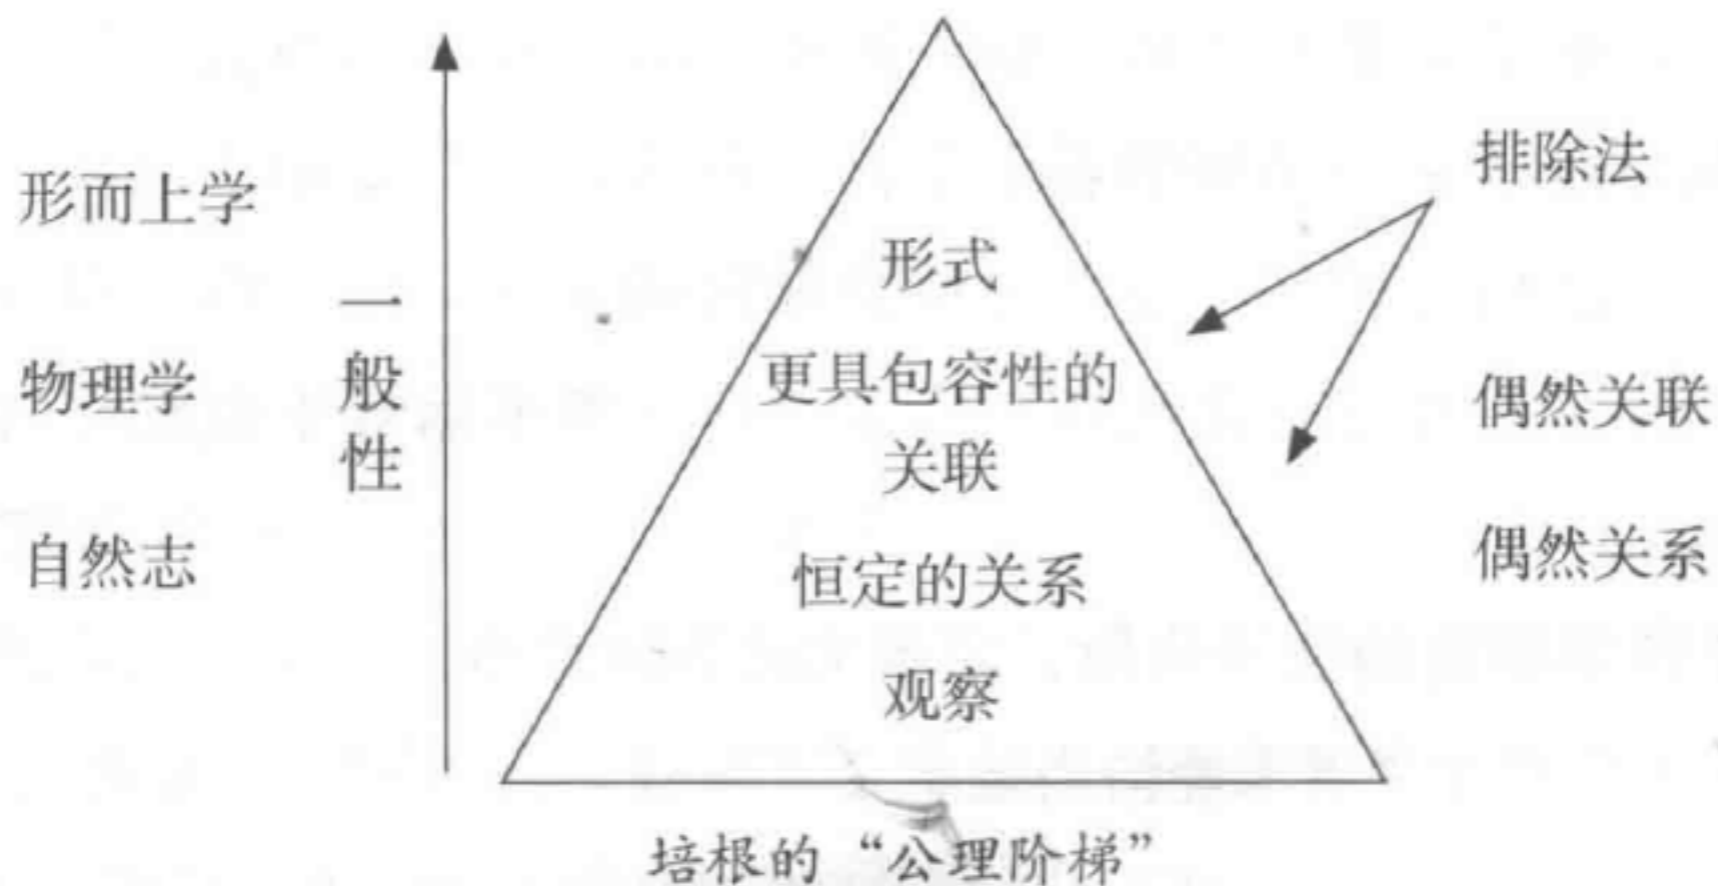 形而上学
物理学
自然志
一般性
形式
更具包容性的
关联
恒定的关系
观察
排除法
偶然关联
偶然关系
培根的“公理阶梯”